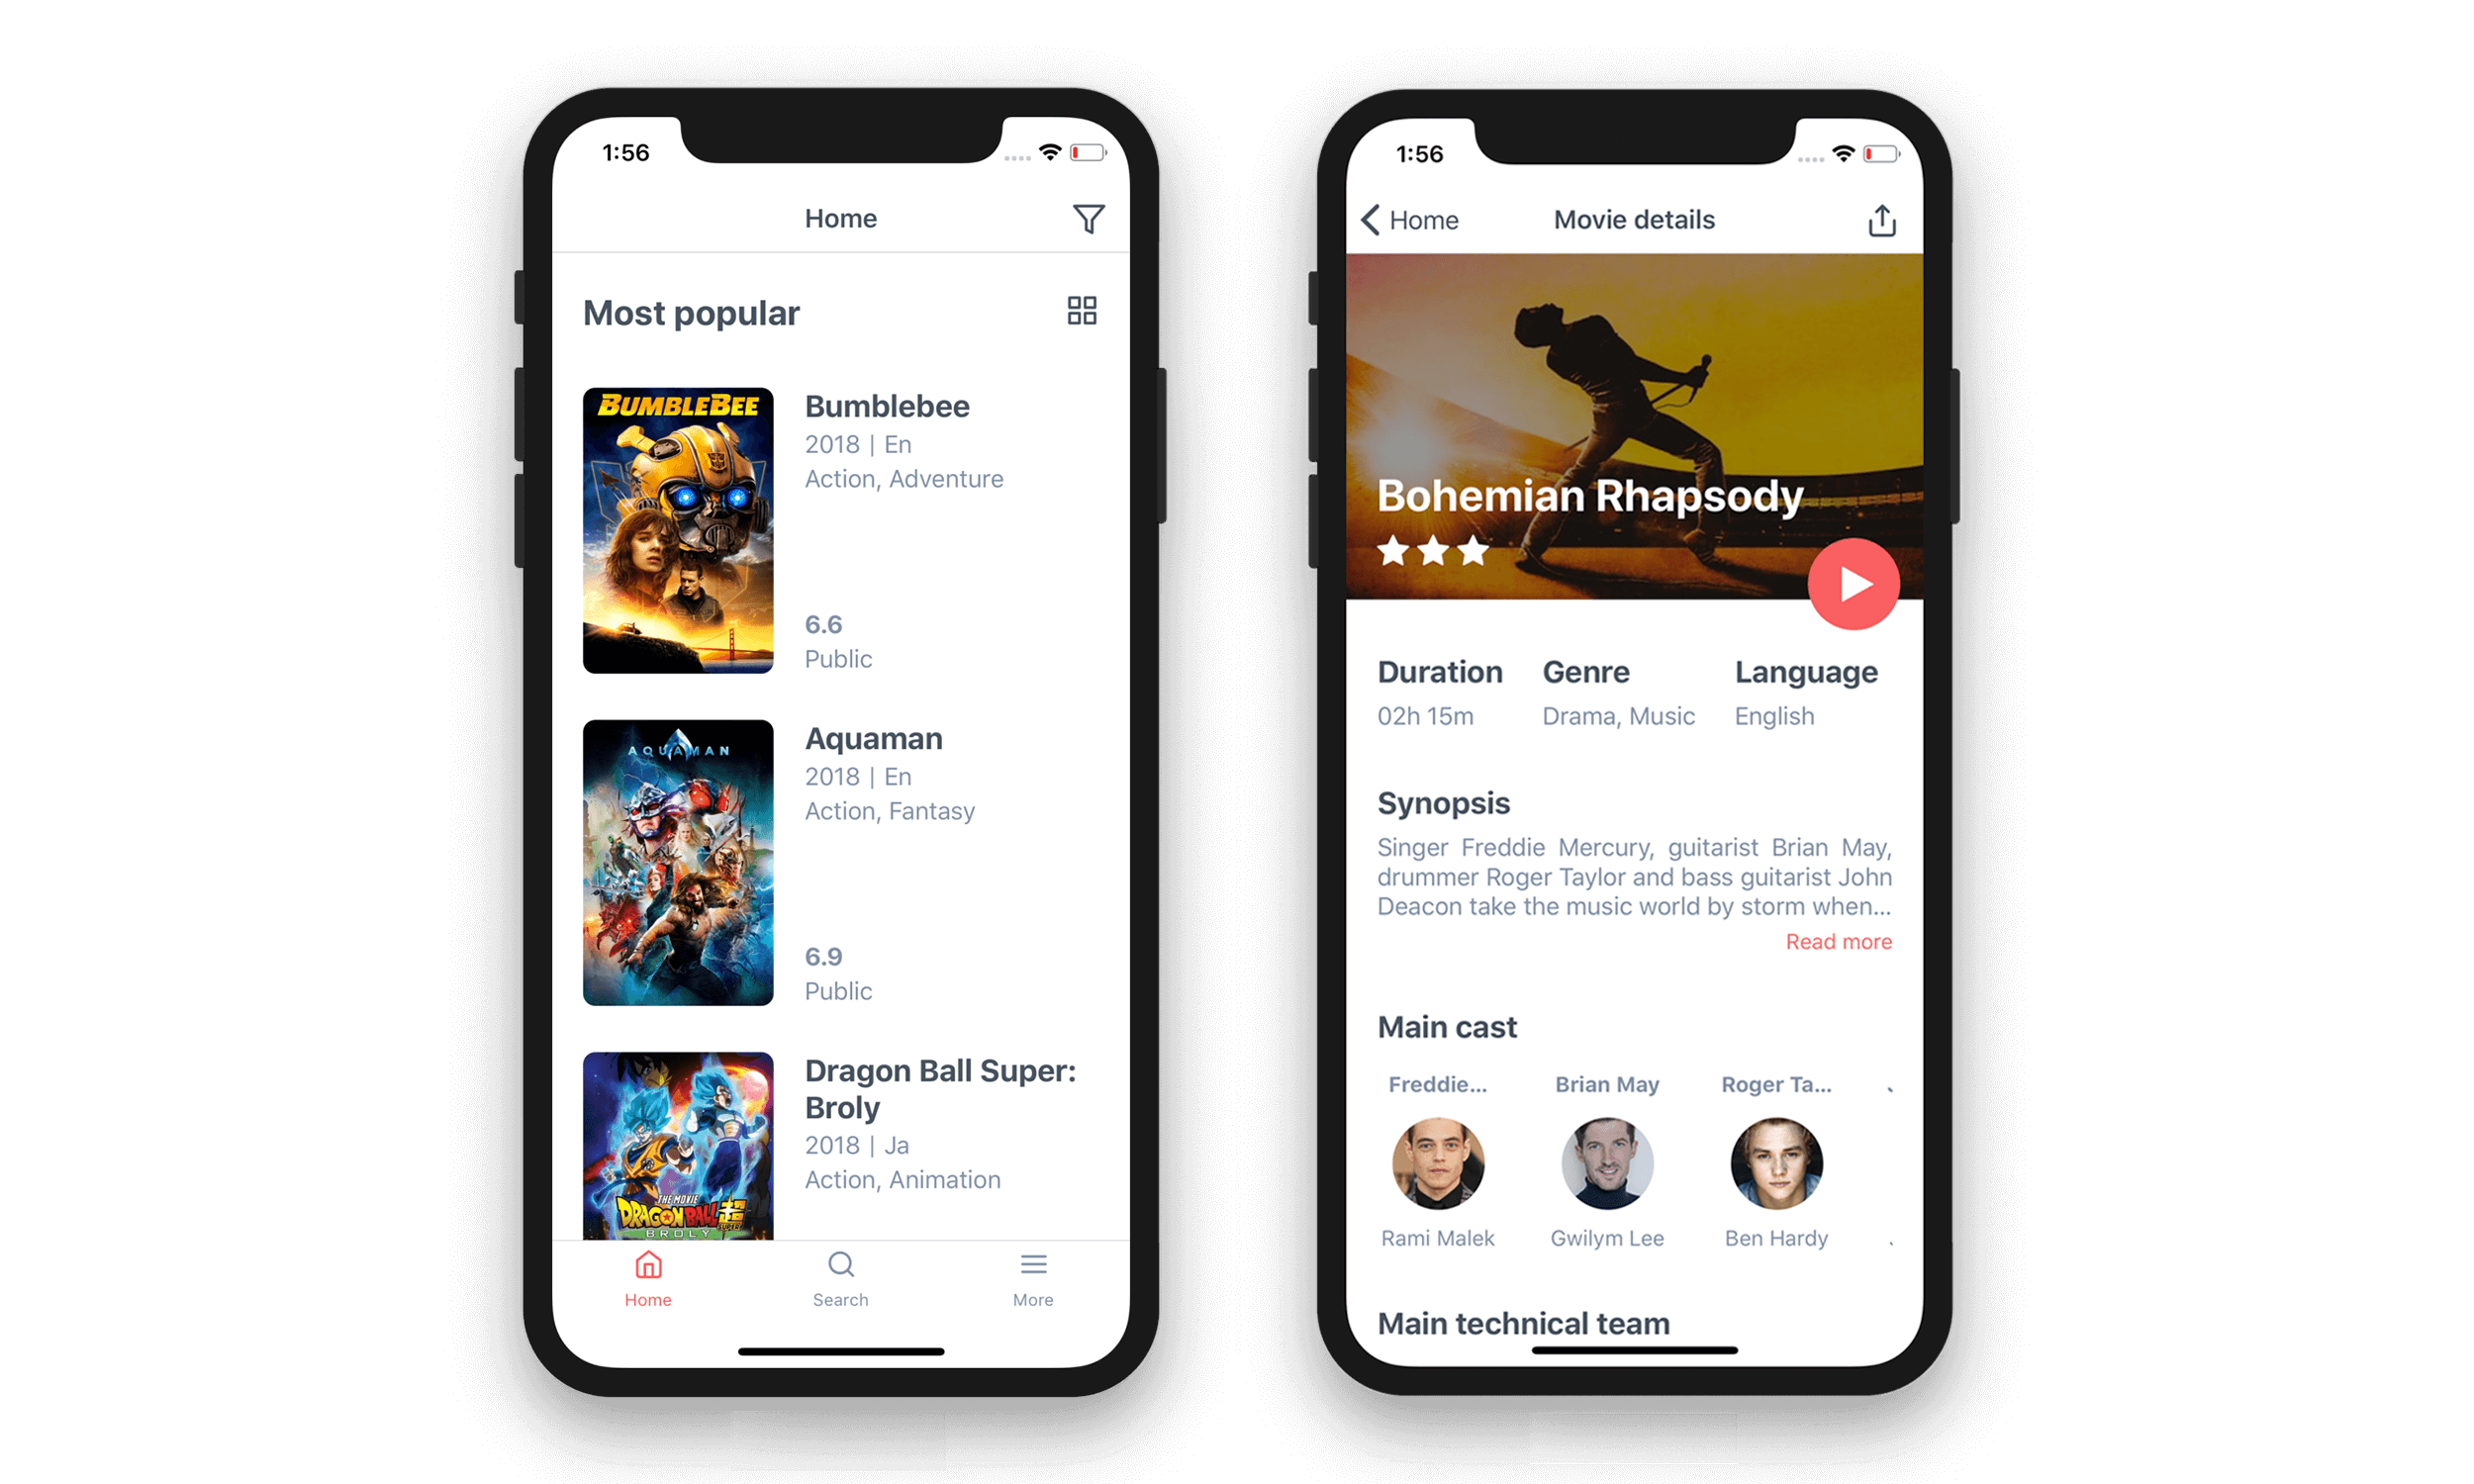 1:56
Home
Most popular
BUMBLEBEE
Bumblebee
2018 | En
Action, Adventure
6.6
Public
AQUAMAN
Aquaman
2018 | En
Action, Fantasy
6.9
Public
THE MOVIE
DRAGON BALL 超
SUPER
BROLY
Dragon Ball Super:
Broly
2018 | Ja
Action, Animation
Home
Search
More
1:56
Home
Movie details
Bohemian Rhapsody
Duration
Genre
Language
02h 15m
Drama, Music
English
Synopsis
Singer Freddie Mercury, guitarist Brian May,
drummer Roger Taylor and bass guitarist John
Deacon take the music world by storm when...
Read more
Main cast
Freddie...
Brian May
Roger Ta...
Rami Malek
Gwilym Lee
Ben Hardy
Main technical team